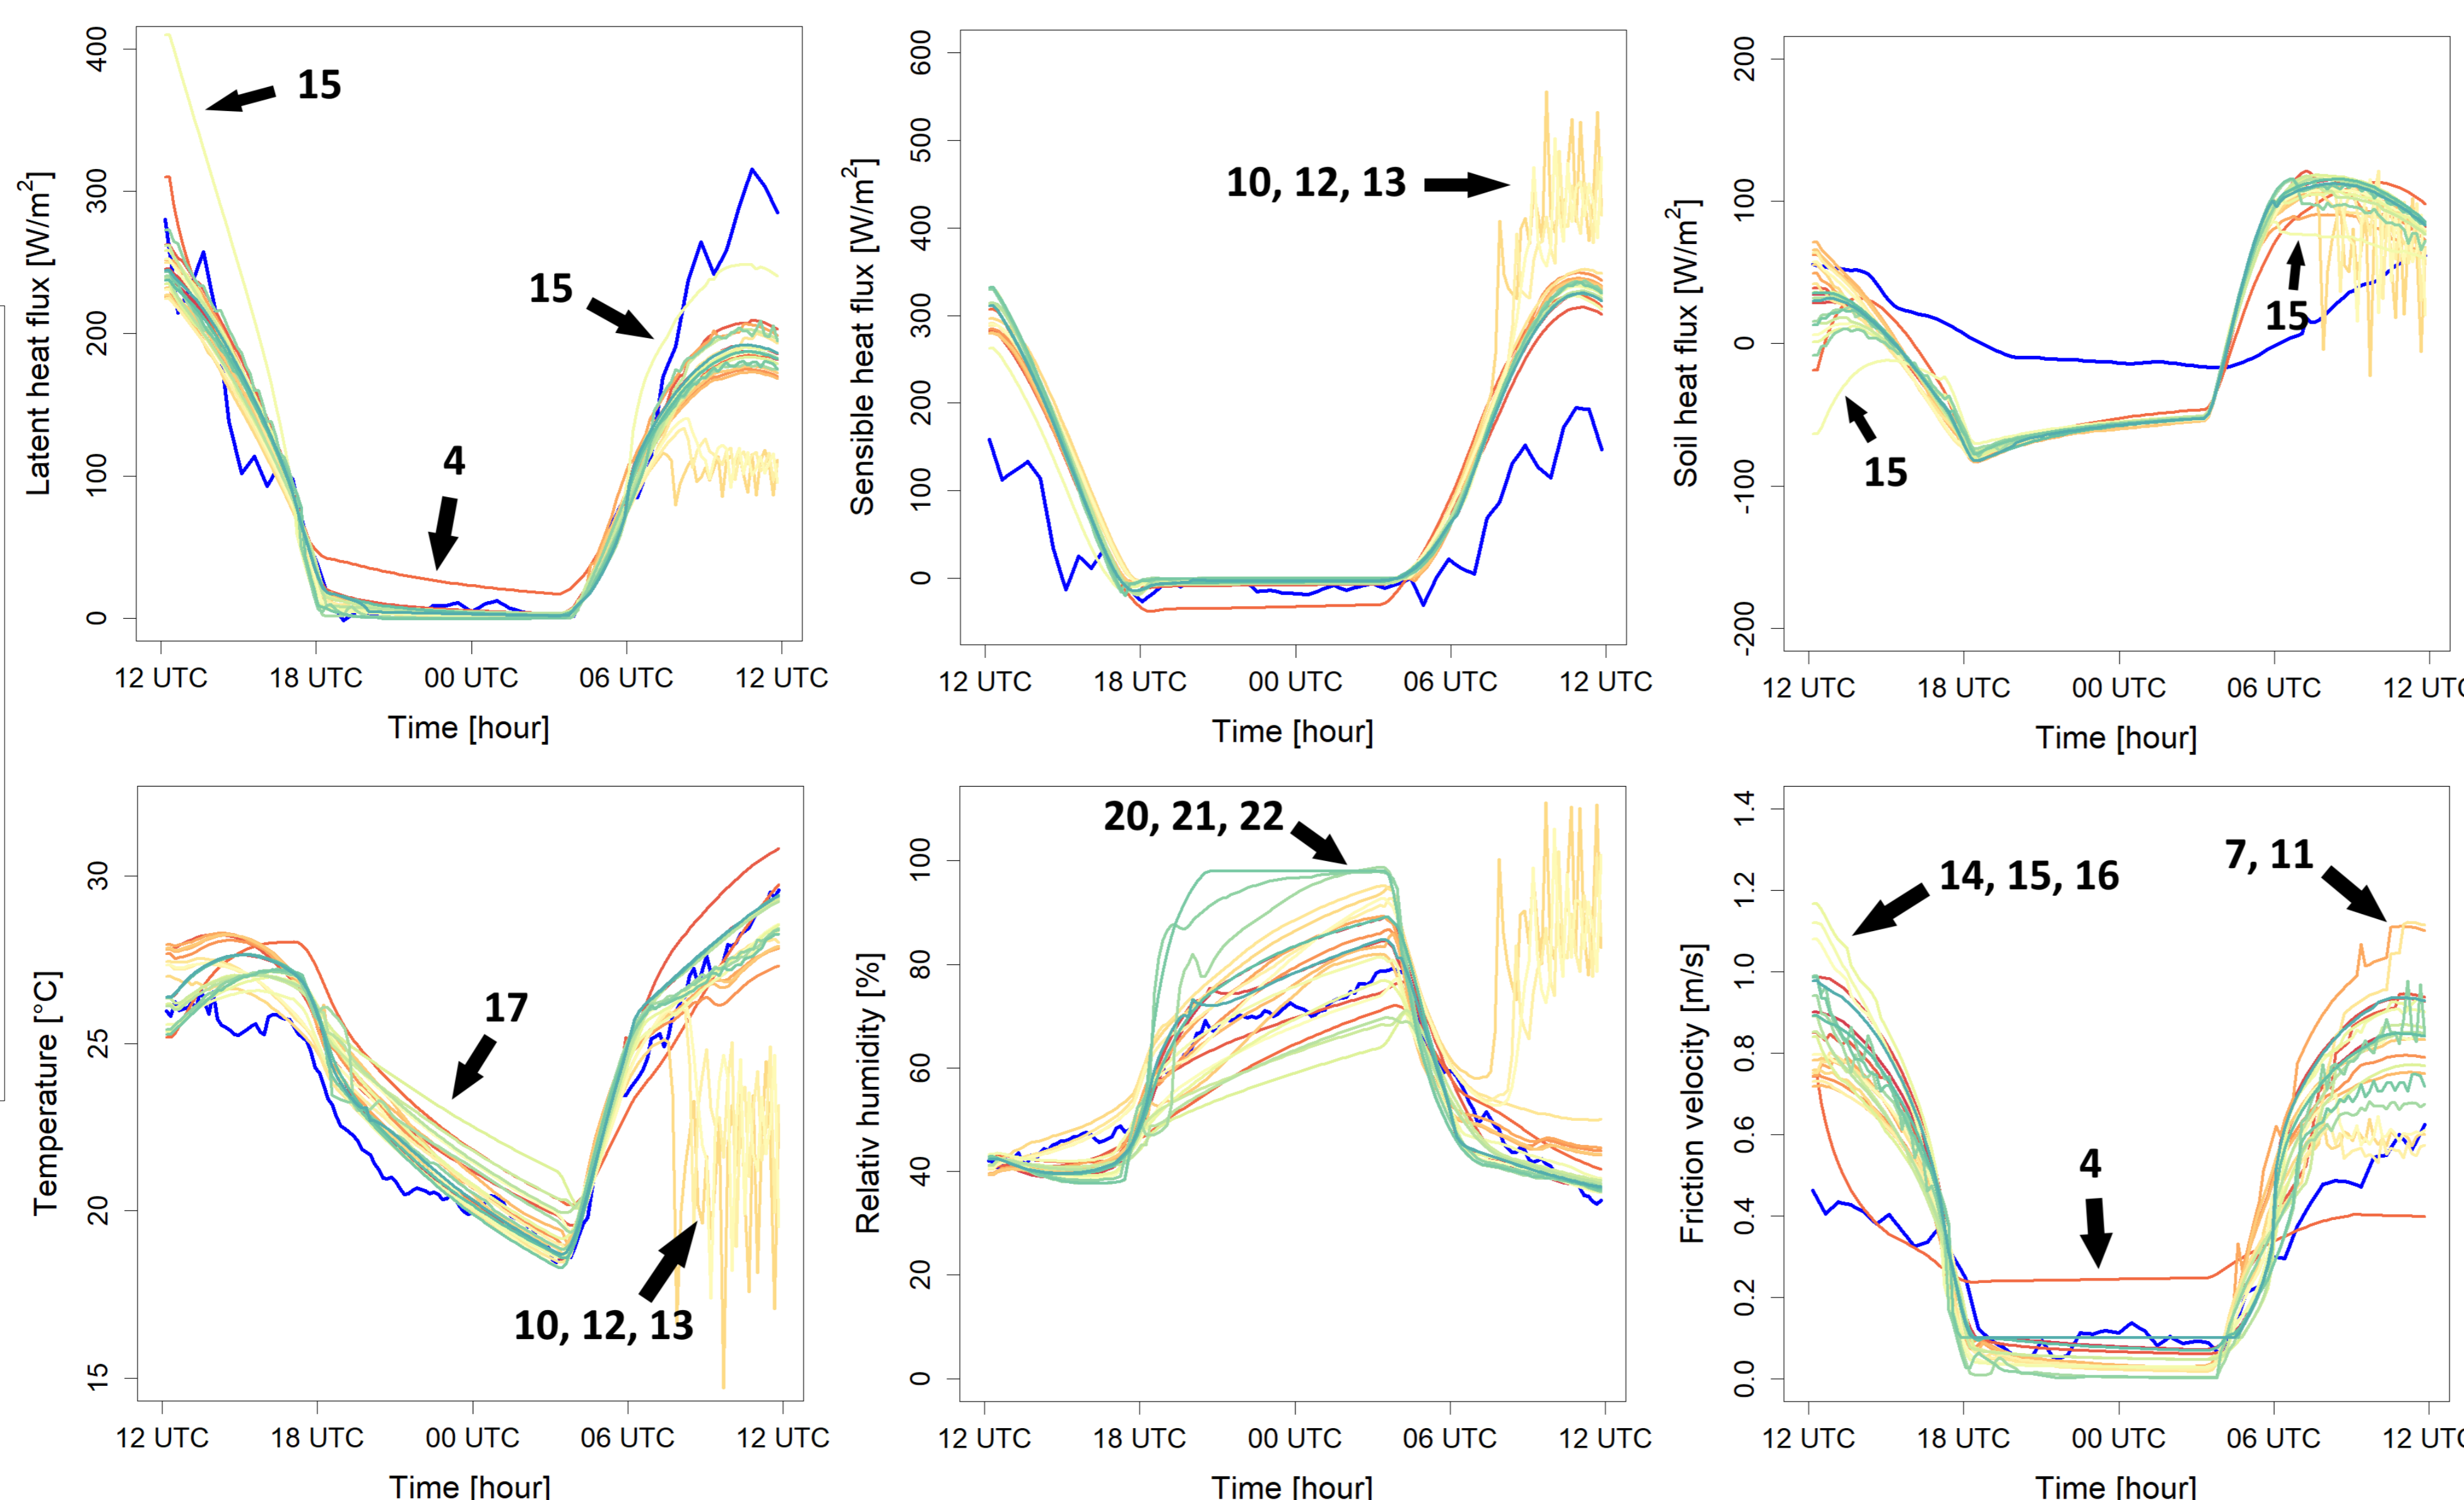 Latent heat flux [W/m2]
400
300
200
100
0
15
15
4
12 UTC 18 UTC 00 UTC 06 UTC 12 UTC
Time [hour]
Sensible heat flux [W/m2]
600
500
400
300
200
100
0
10, 12, 13
12 UTC 18 UTC 00 UTC 06 UTC 12 UTC
Time [hour]
Soil heat flux [W/m2]
200
100
0
-100
-200
15
15
12 UTC 18 UTC 00 UTC 06 UTC 12 UTC
Time [hour]
Temperature [°C]
30
25
20
15
17
10, 12, 13
12 UTC 18 UTC 00 UTC 06 UTC 12 UTC
Time [hour]
Relativ humidity [%]
100
80
60
40
20
0
20, 21, 22
12 UTC 18 UTC 00 UTC 06 UTC 12 UTC
Time [hour]
Friction velocity [m/s]
1.4
1.2
1.0
0.8
0.6
0.4
0.2
0.0
14, 15, 16
7, 11
4
12 UTC 18 UTC 00 UTC 06 UTC 12 UTC
Time [hour]